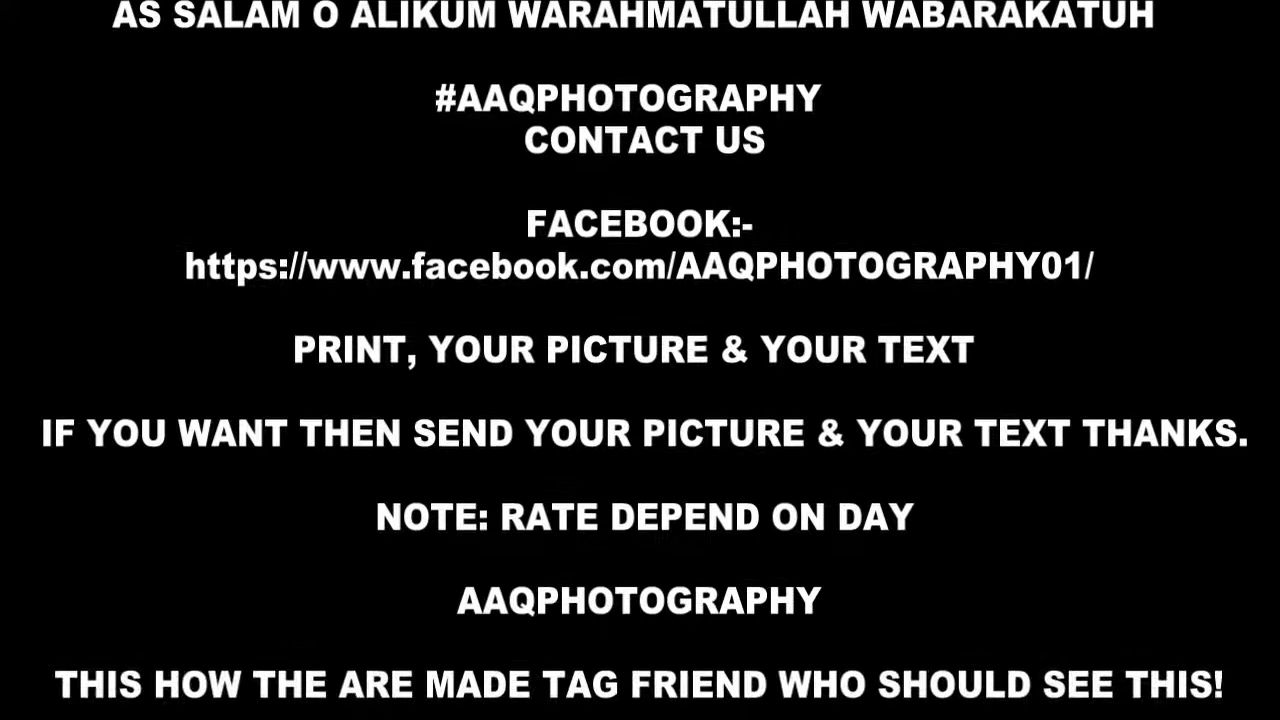 AS SALAM O ALIKUM WARAHMATULLAH WABARAKATUH
#AAQPHOTOGRAPHY
CONTACT US
FACEBOOK:-
https://www.facebook.com/AAQPHOTOGRAPHY01/
PRINT, YOUR PICTURE & YOUR TEXT
IF YOU WANT THEN SEND YOUR PICTURE & YOUR TEXT THANKS.
NOTE: RATE DEPEND ON DAY
AAQPHOTOGRAPHY
THIS HOW THE ARE MADE TAG FRIEND WHO SHOULD SEE THIS!